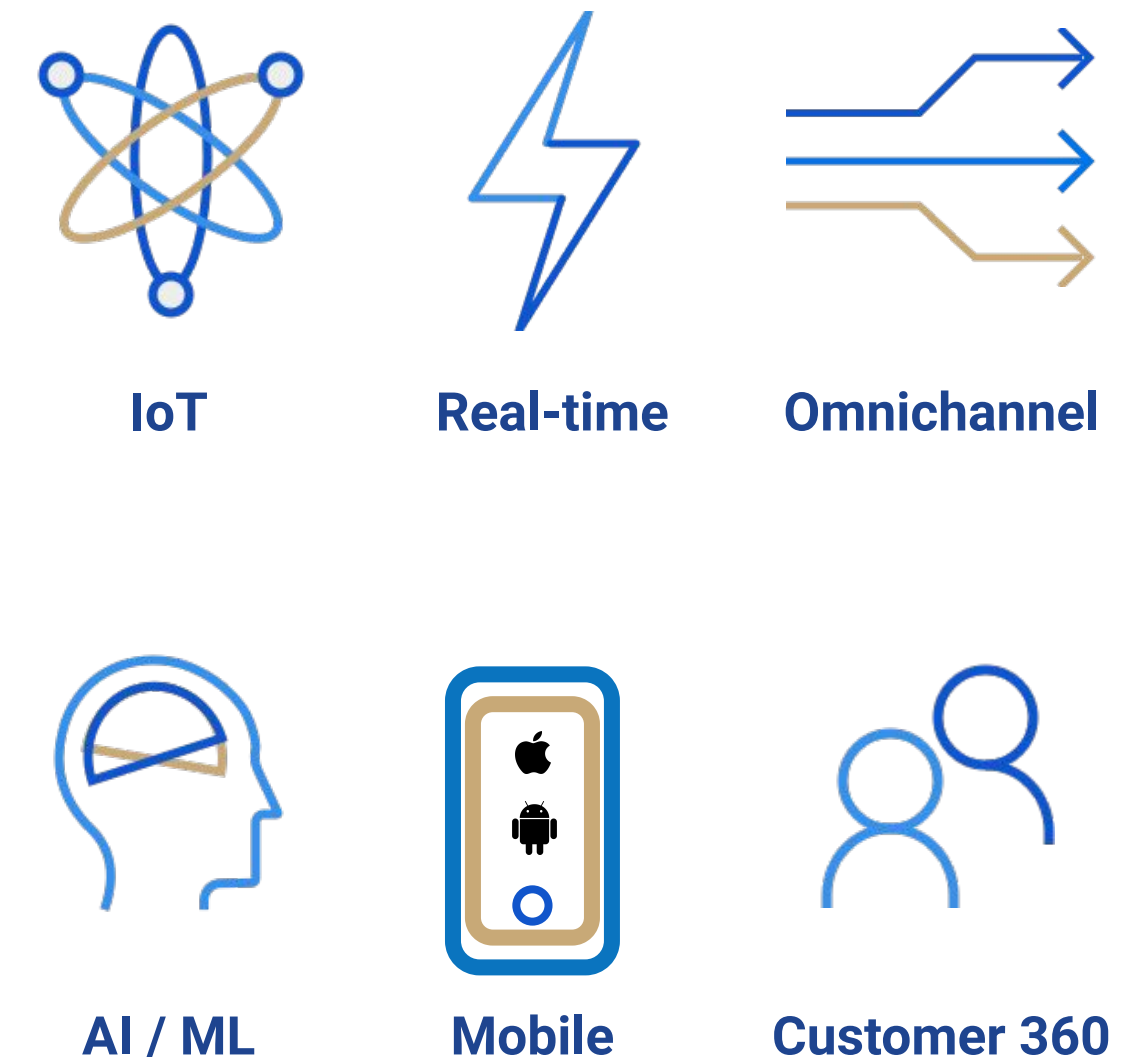 IoT
Real-time
Omnichannel
AI / ML
Mobile
Customer 360